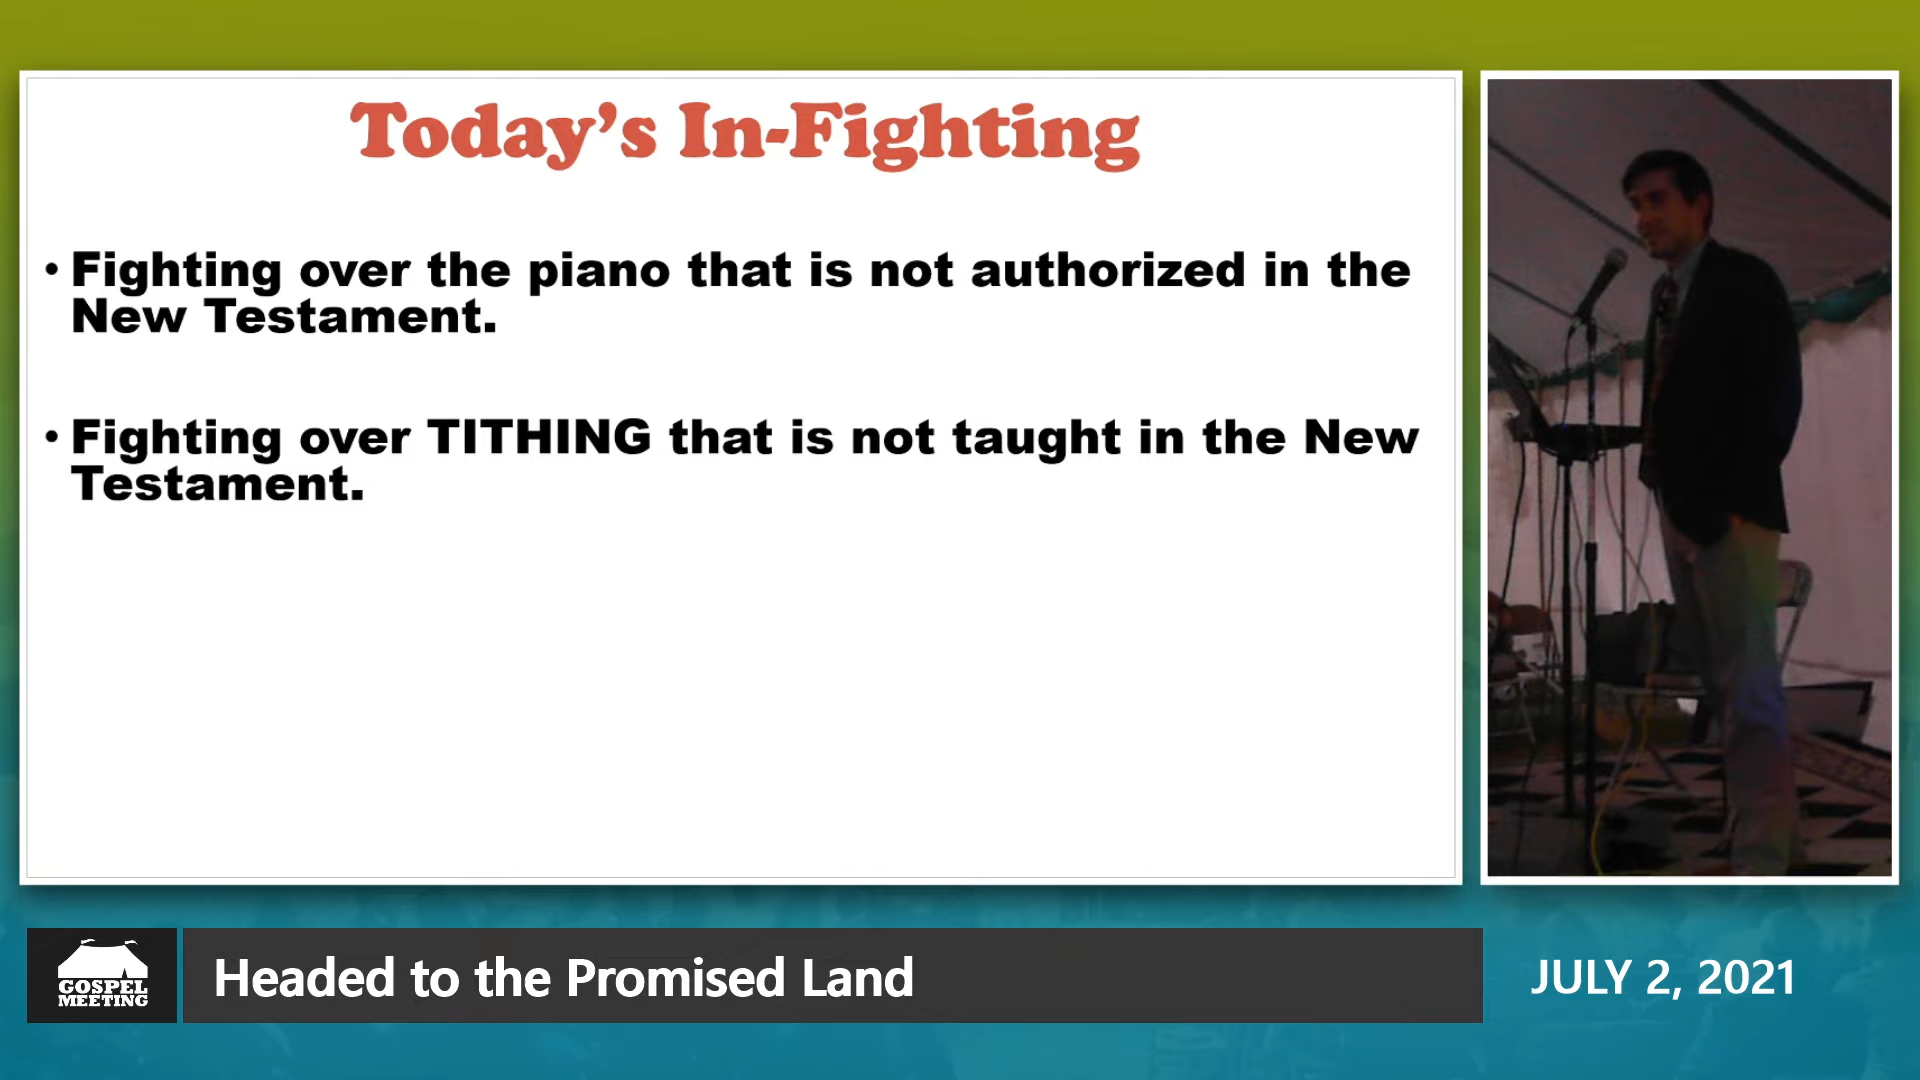 Today's In-Fighting
• Fighting over the piano that is not authorized in the
New Testament.
• Fighting over TITHING that is not taught in the New
Testament.
GOSPEL
MEETING
Headed to the Promised Land
JULY 2, 2021